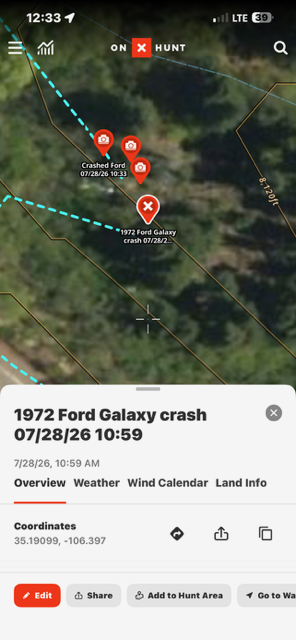 12:33 LTE 39
ON X HUNT
Crashed Ford
07/28/26 10:33
8,120ft
1972 Ford Galaxy
crash 07/28/2...
1972 Ford Galaxy crash
07/28/26 10:59
7/28/26, 10:59 AM
Overview Weather Wind Calendar Land Info
Coordinates
35.19099, -106.397
Edit Share Add to Hunt Area Go to Wa